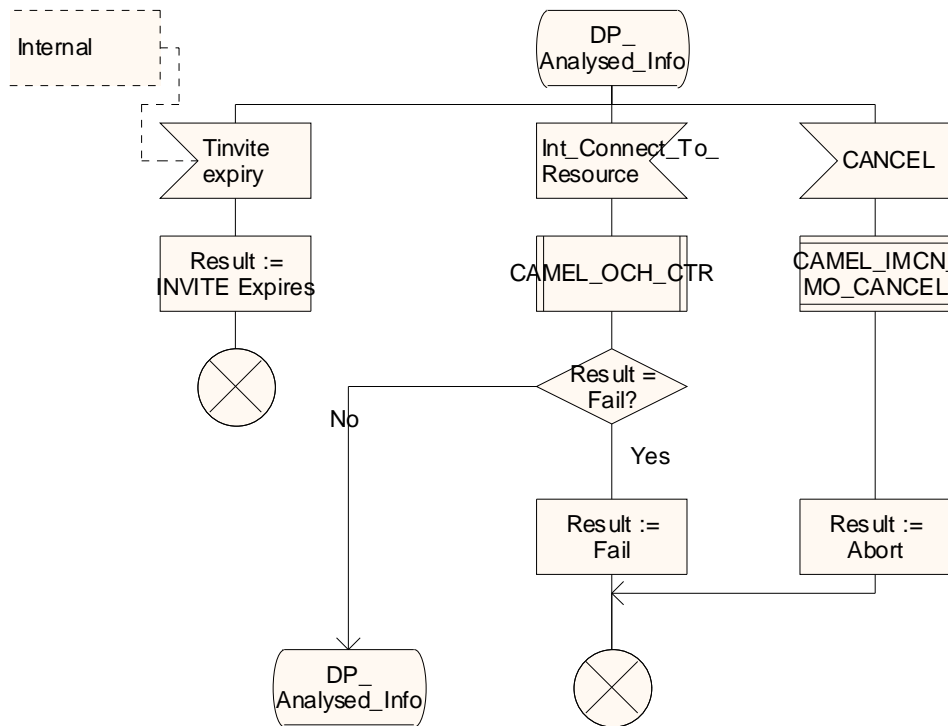 Internal
DP_
Analysed_Info
Tinvite
expiry
Int_Connect_To_
Resource
CANCEL
Result :=
INVITE Expires
CAMEL_OCH_CTR
CAMEL_IMCN_
MO_CANCEL
Result =
Fail?
No
Yes
Result :=
Fail
Result :=
Abort
DP_
Analysed_Info